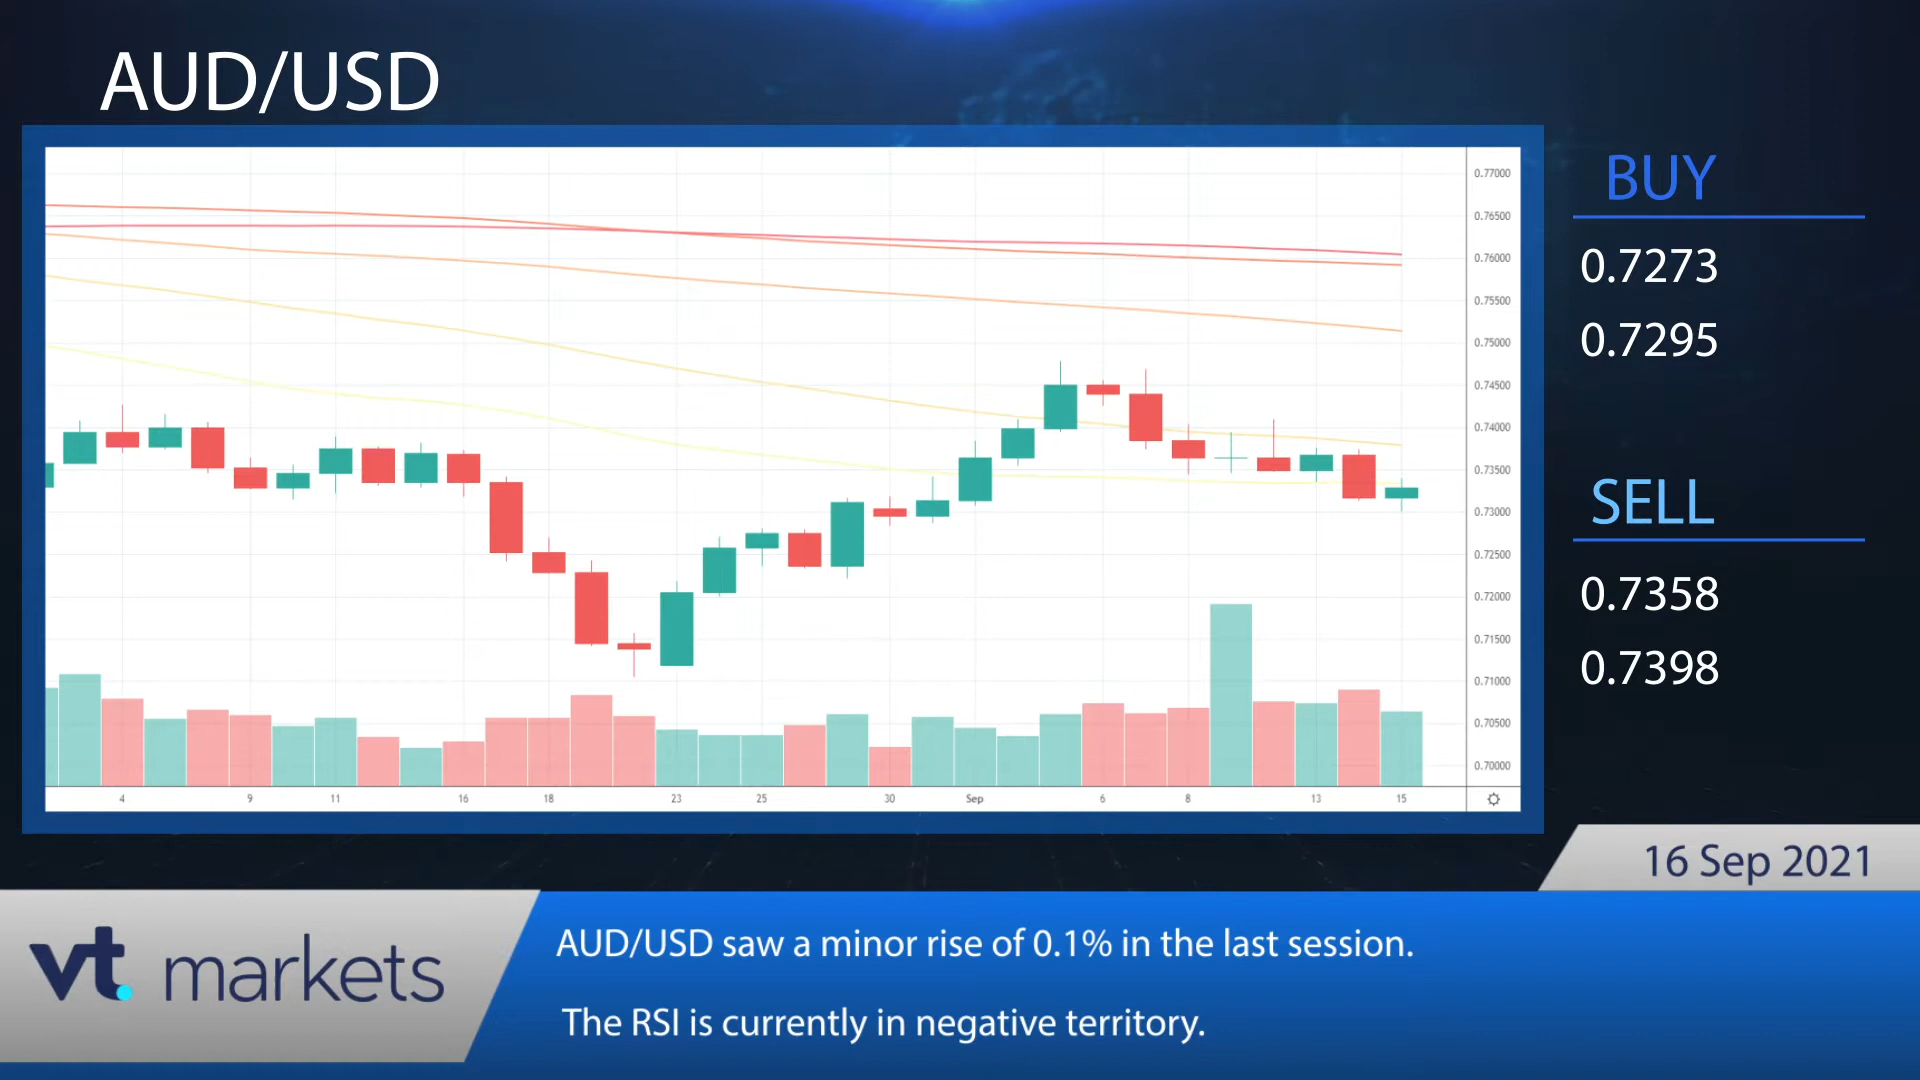 AUD/USD
0.77000
0.76500
0.76000
0.75500
0.75000
0.74500
0.74000
0.73500
0.73000
0.72500
0.72000
0.71500
0.71000
0.70500
0.70000
4 9 11 16 18 23 25 30 Sep 6 8 13 15
BUY
0.7273
0.7295
SELL
0.7358
0.7398
16 Sep 2021
vt. markets
AUD/USD saw a minor rise of 0.1% in the last session.
The RSI is currently in negative territory.